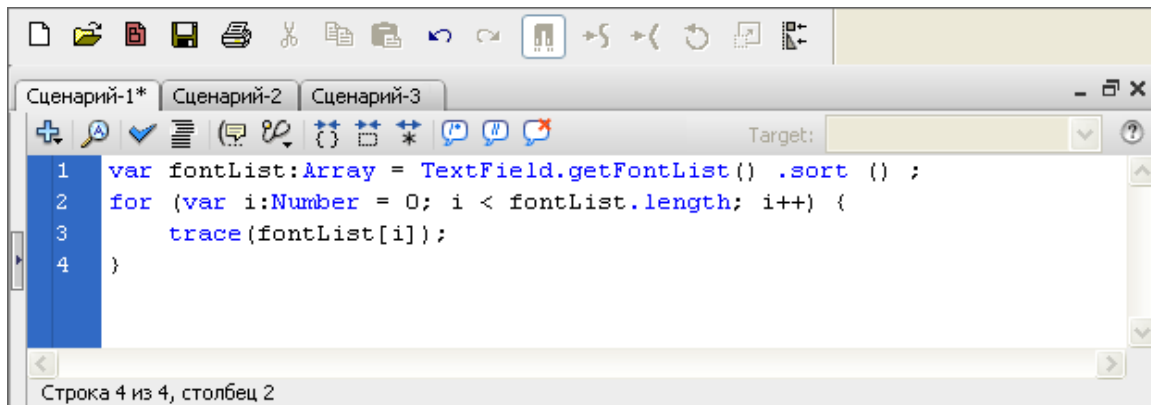 Сценарий-1* Сценарий-2 Сценарий-3
Target:
1 var fontList:Array = TextField.getFontList() .sort () ;
2 for (var i:Number = 0; i < fontList.length; i++) {
3 trace(fontList[i]);
4 }
Строка 4 из 4, столбец 2